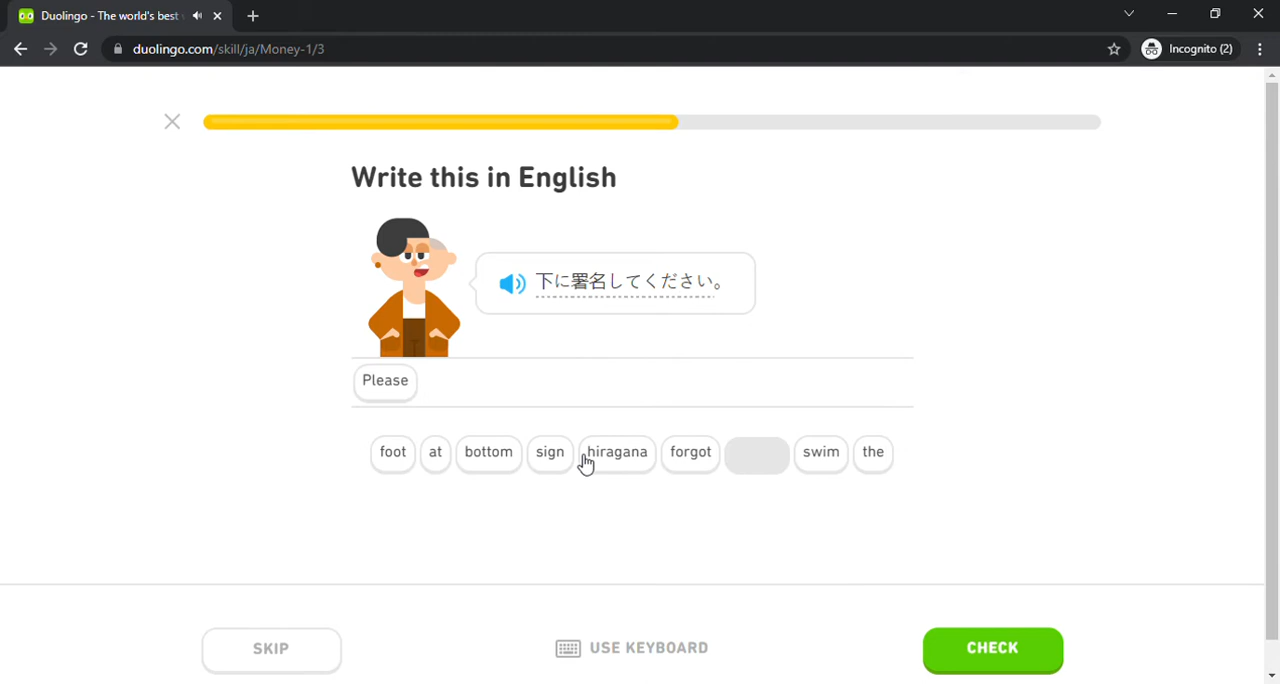 Duolingo - The world's best
duolingo.com/skill/ja/Money-1/3
Incognito (2)
Write this in English
下に署名してください。
Please
foot at bottom sign hiragana forgot swim the
SKIP
USE KEYBOARD
CHECK